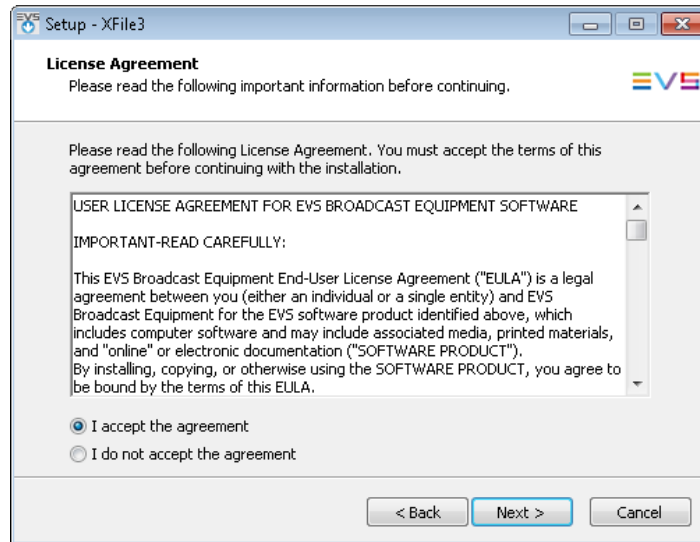 EVS
Setup - XFile3
License Agreement
Please read the following important information before continuing.
EVS
Please read the following License Agreement. You must accept the terms of this
agreement before continuing with the installation.
USER LICENSE AGREEMENT FOR EVS BROADCAST EQUIPMENT SOFTWARE
IMPORTANT-READ CAREFULLY:
This EVS Broadcast Equipment End-User License Agreement ("EULA") is a legal
agreement between you (either an individual or a single entity) and EVS
Broadcast Equipment for the EVS software product identified above, which
includes computer software and may include associated media, printed materials,
and "online" or electronic documentation ("SOFTWARE PRODUCT").
By installing, copying, or otherwise using the SOFTWARE PRODUCT, you agree to
be bound by the terms of this EULA.
I accept the agreement
I do not accept the agreement
< Back
Next >
Cancel